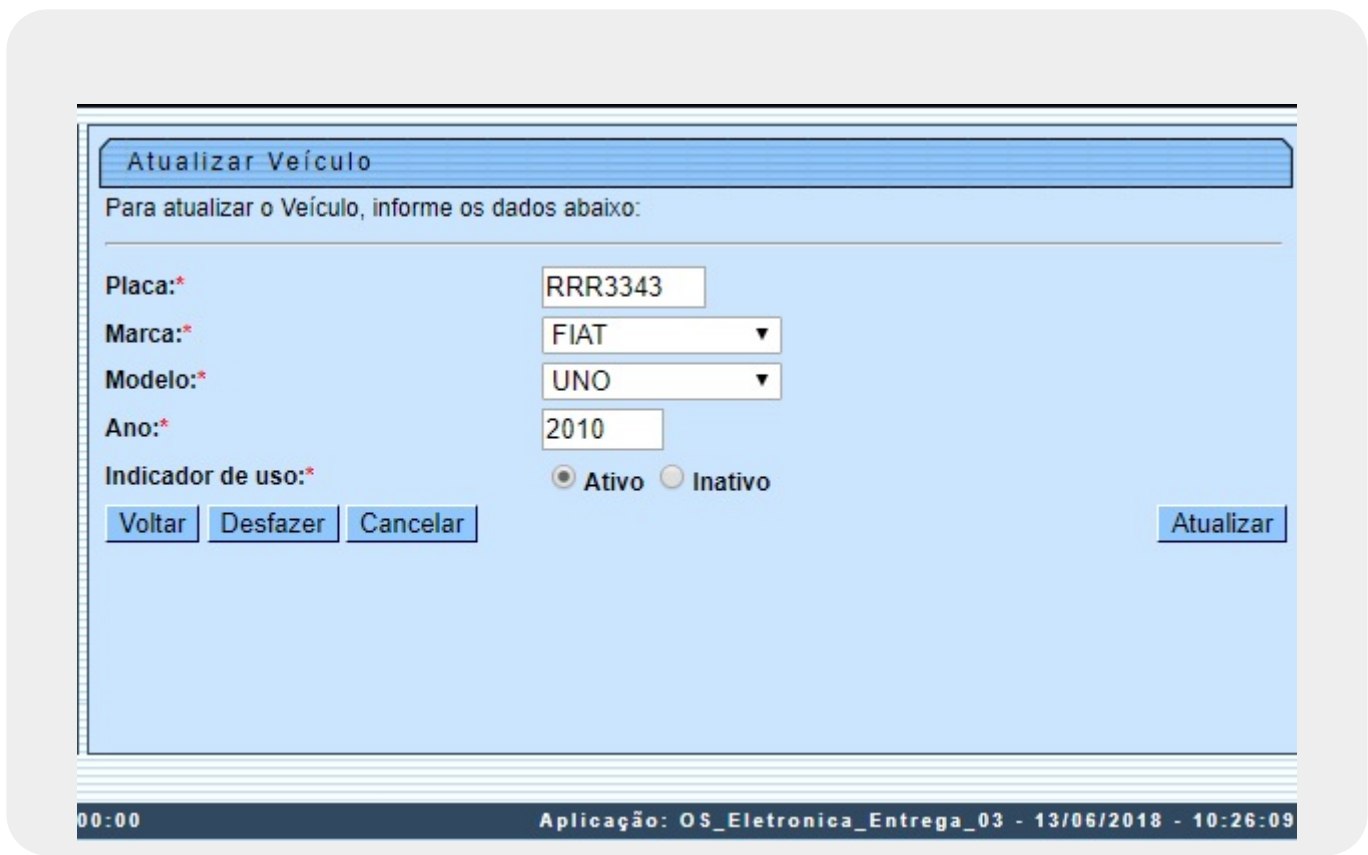 Atualizar Veículo
Para atualizar o Veículo, informe os dados abaixo:
Placa:* RRR3343
Marca:* FIAT
Modelo:* UNO
Ano:* 2010
Indicador de uso:* Ativo Inativo
Voltar Desfazer Cancelar Atualizar
00:00 Aplicação: OS_Eletronica_Entrega_03 - 13/06/2018 - 10:26:09